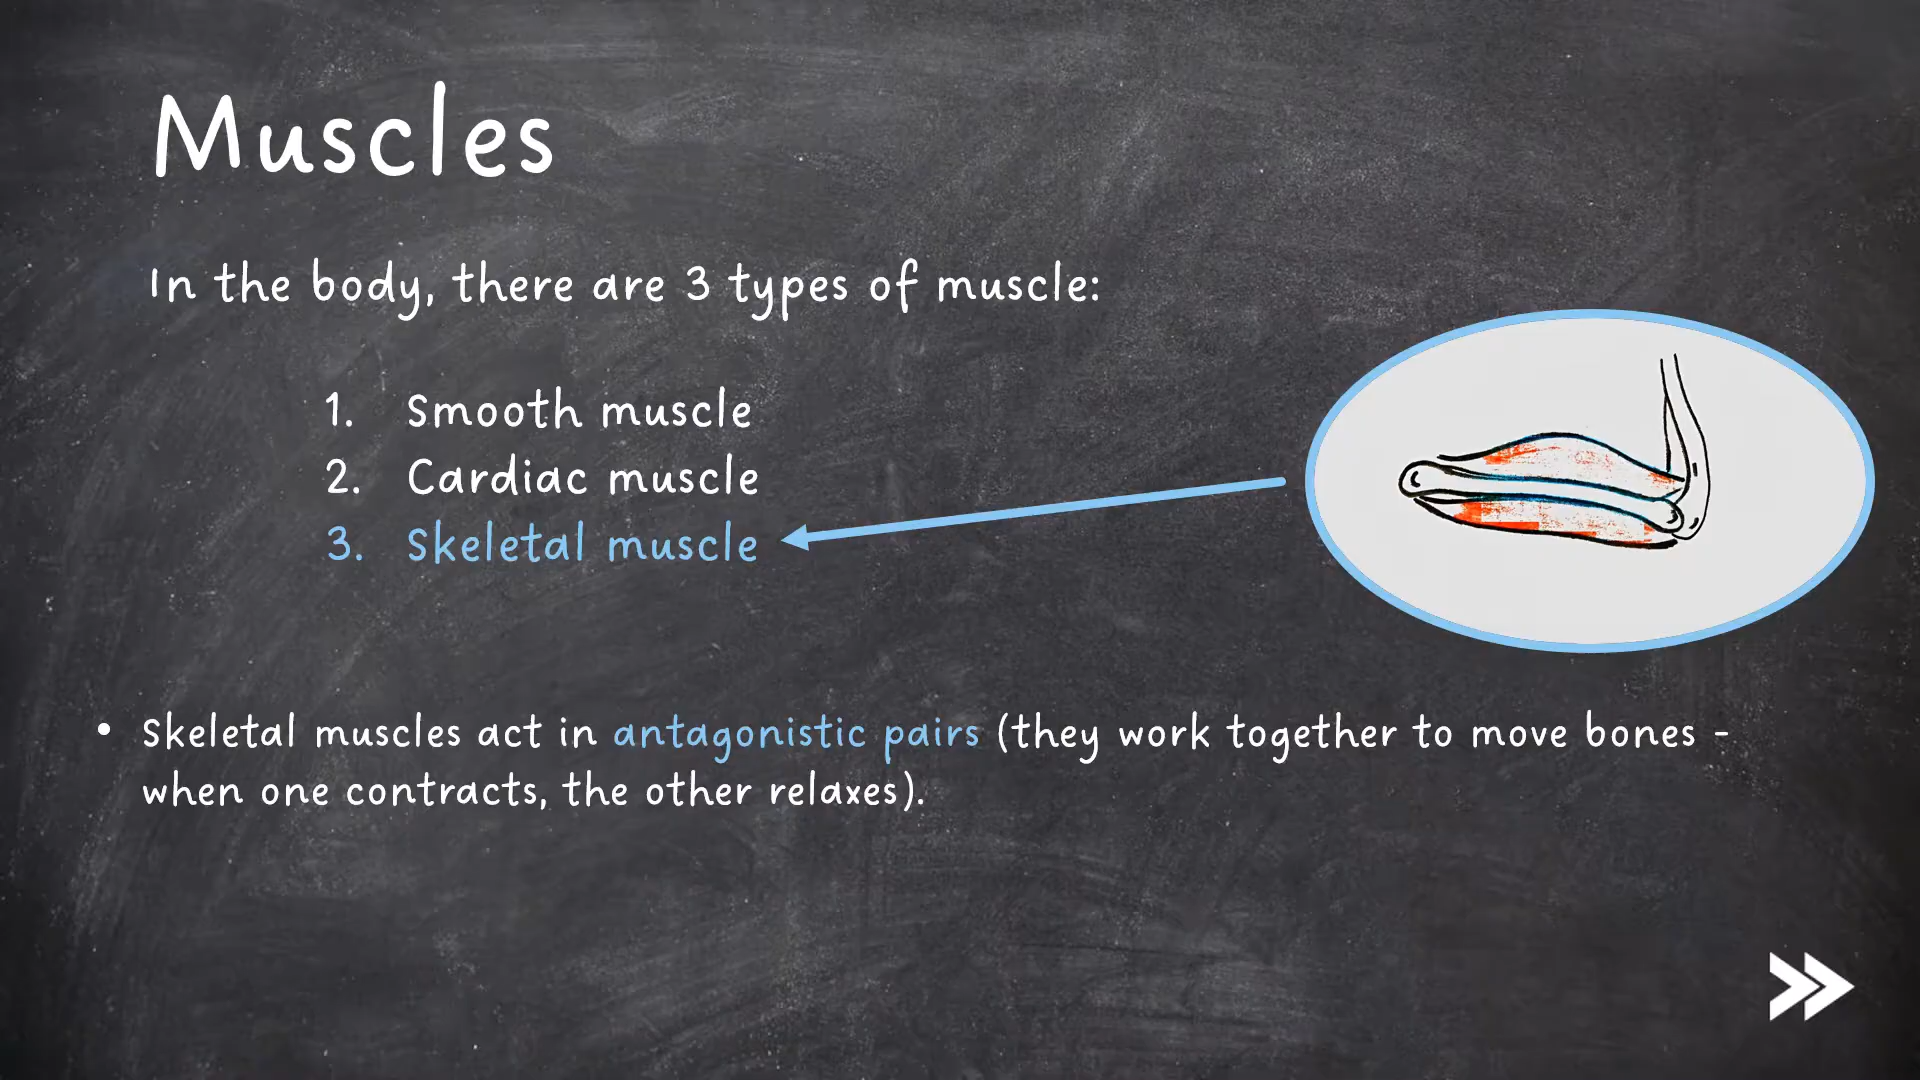 Muscles
In the body, there are 3 types of muscle:
1. Smooth muscle
2. Cardiac muscle
3. Skeletal muscle
• Skeletal muscles act in antagonistic pairs (they work together to move bones -
when one contracts, the other relaxes).